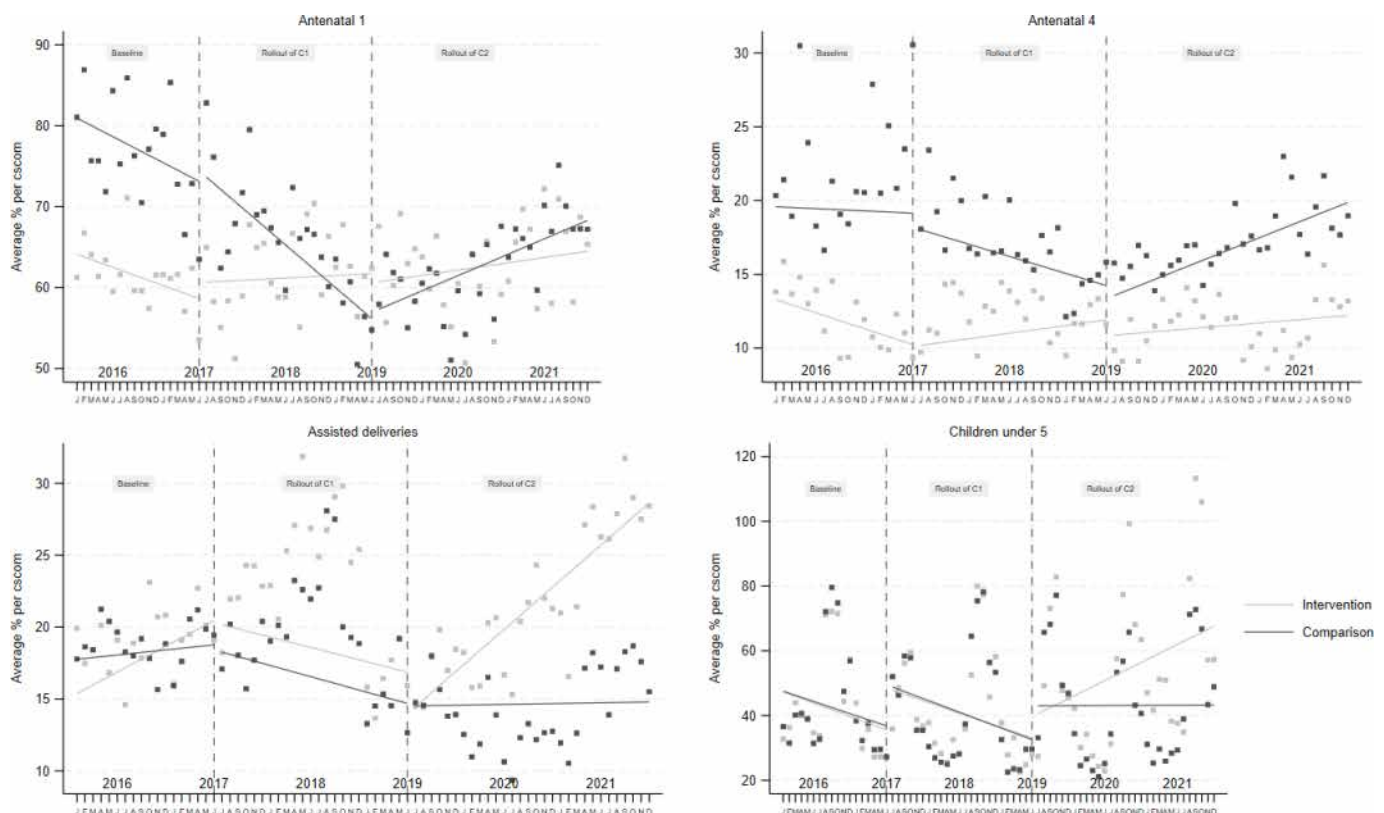 Antenatal 1
Average % per cscom
90
80
70
60
50
Baseline
Rollout of C1
Rollout of C2
2016 2017 2018 2019 2020 2021
Antenatal 4
Average % per cscom
30
25
20
15
10
Baseline
Rollout of C1
Rollout of C2
2016 2017 2018 2019 2020 2021
Assisted deliveries
Average % per cscom
30
25
20
15
10
Baseline
Rollout of C1
Rollout of C2
2016 2017 2018 2019 2020 2021
Children under 5
Average % per cscom
120
100
80
60
40
20
Baseline
Rollout of C1
Rollout of C2
2016 2017 2018 2019 2020 2021
Intervention
Comparison